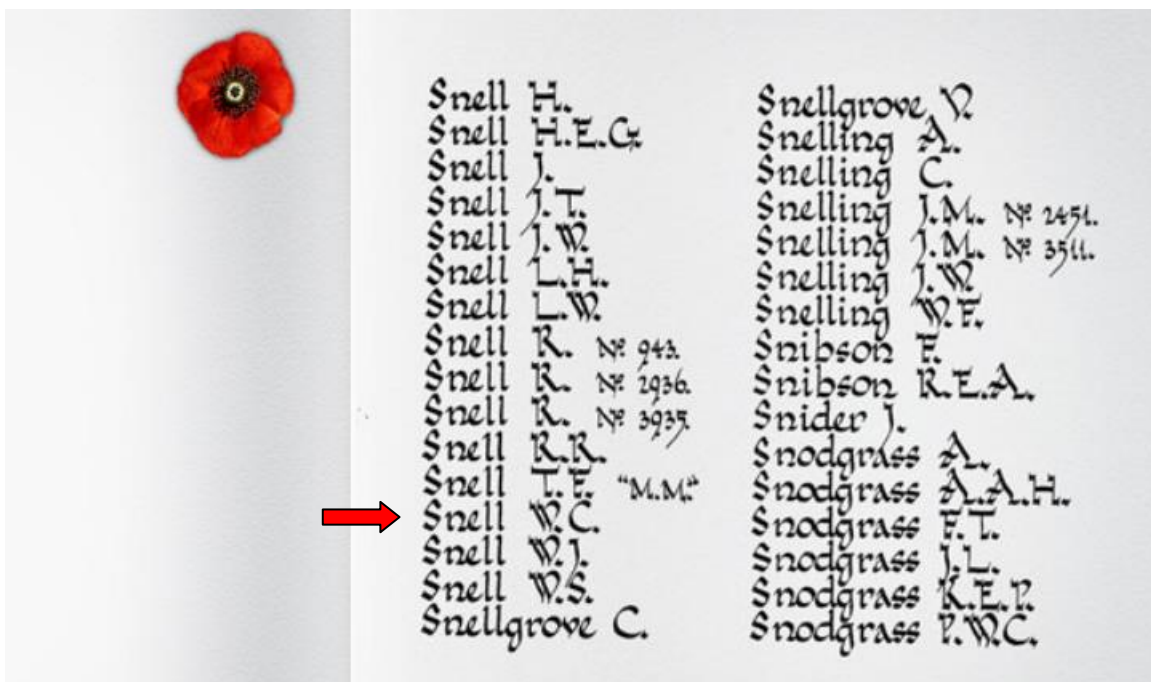 Snell H.
Snell H.E.G.
Snell J.
Snell J.T.
Snell J.W.
Snell L.H.
Snell L.W.
Snell R. Nº 943.
Snell R. Nº 2936.
Snell R. Nº 3935.
Snell R.R.
Snell T.F. "M.M."
Snell W.C.
Snell W.J.
Snell W.S.
Snellgrove C.
Snellgrove V.
Snelling A.
Snelling C.
Snelling J.M. Nº 2451.
Snelling J.M. Nº 3511.
Snelling J.W.
Snelling W.F.
Snibson F.
Snibson R.E.A.
Snider J.
Snodgrass A.
Snodgrass A.A.H.
Snodgrass F.T.
Snodgrass J.L.
Snodgrass K.E.P.
Snodgrass P.W.C.